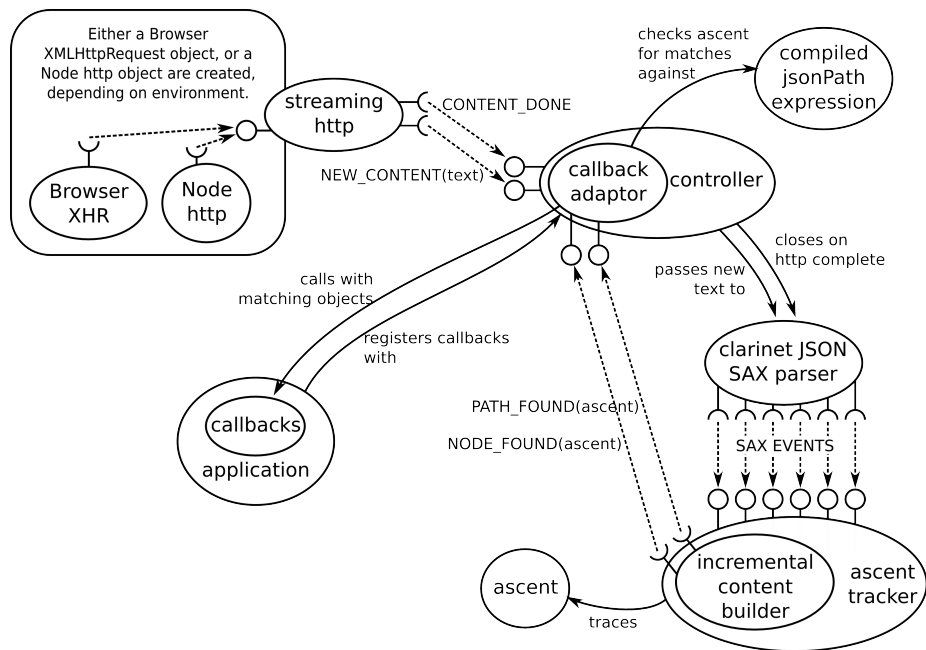 Either a Browser
XMLHttpRequest object, or a
Node http object are created,
depending on environment.
Browser
XHR
Node
http
streaming
http
CONTENT_DONE
NEW_CONTENT(text)
checks ascent
for matches
against
compiled
jsonPath
expression
callback
adaptor
controller
closes on
http complete
passes new
text to
calls with
matching objects
registers callbacks
with
callbacks
application
clarinet JSON
SAX parser
SAX EVENTS
PATH_FOUND(ascent)
NODE_FOUND(ascent)
incremental
content
builder
ascent
tracker
ascent
traces